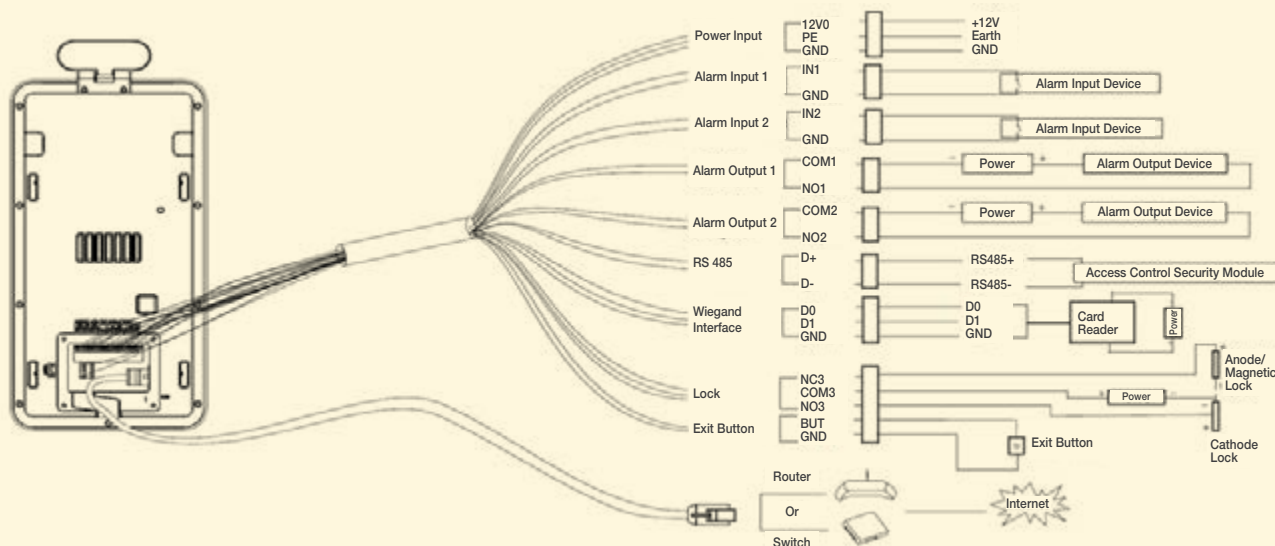 Power Input
12V0
PE
GND
+12V
Earth
GND
Alarm Input 1
IN1
GND
Alarm Input Device
Alarm Input 2
IN2
GND
Alarm Input Device
Alarm Output 1
COM1
NO1
- Power +
Alarm Output Device
Alarm Output 2
COM2
NO2
- Power +
Alarm Output Device
RS 485
D+
D-
RS485+
RS485-
Access Control Security Module
Wiegand
Interface
D0
D1
GND
D0
D1
GND
Card
Reader
Power
Lock
NC3
COM3
NO3
Power
Anode/
Magnetic
Lock
Cathode
Lock
Exit Button
BUT
GND
Exit Button
Router
Or
Switch
Internet